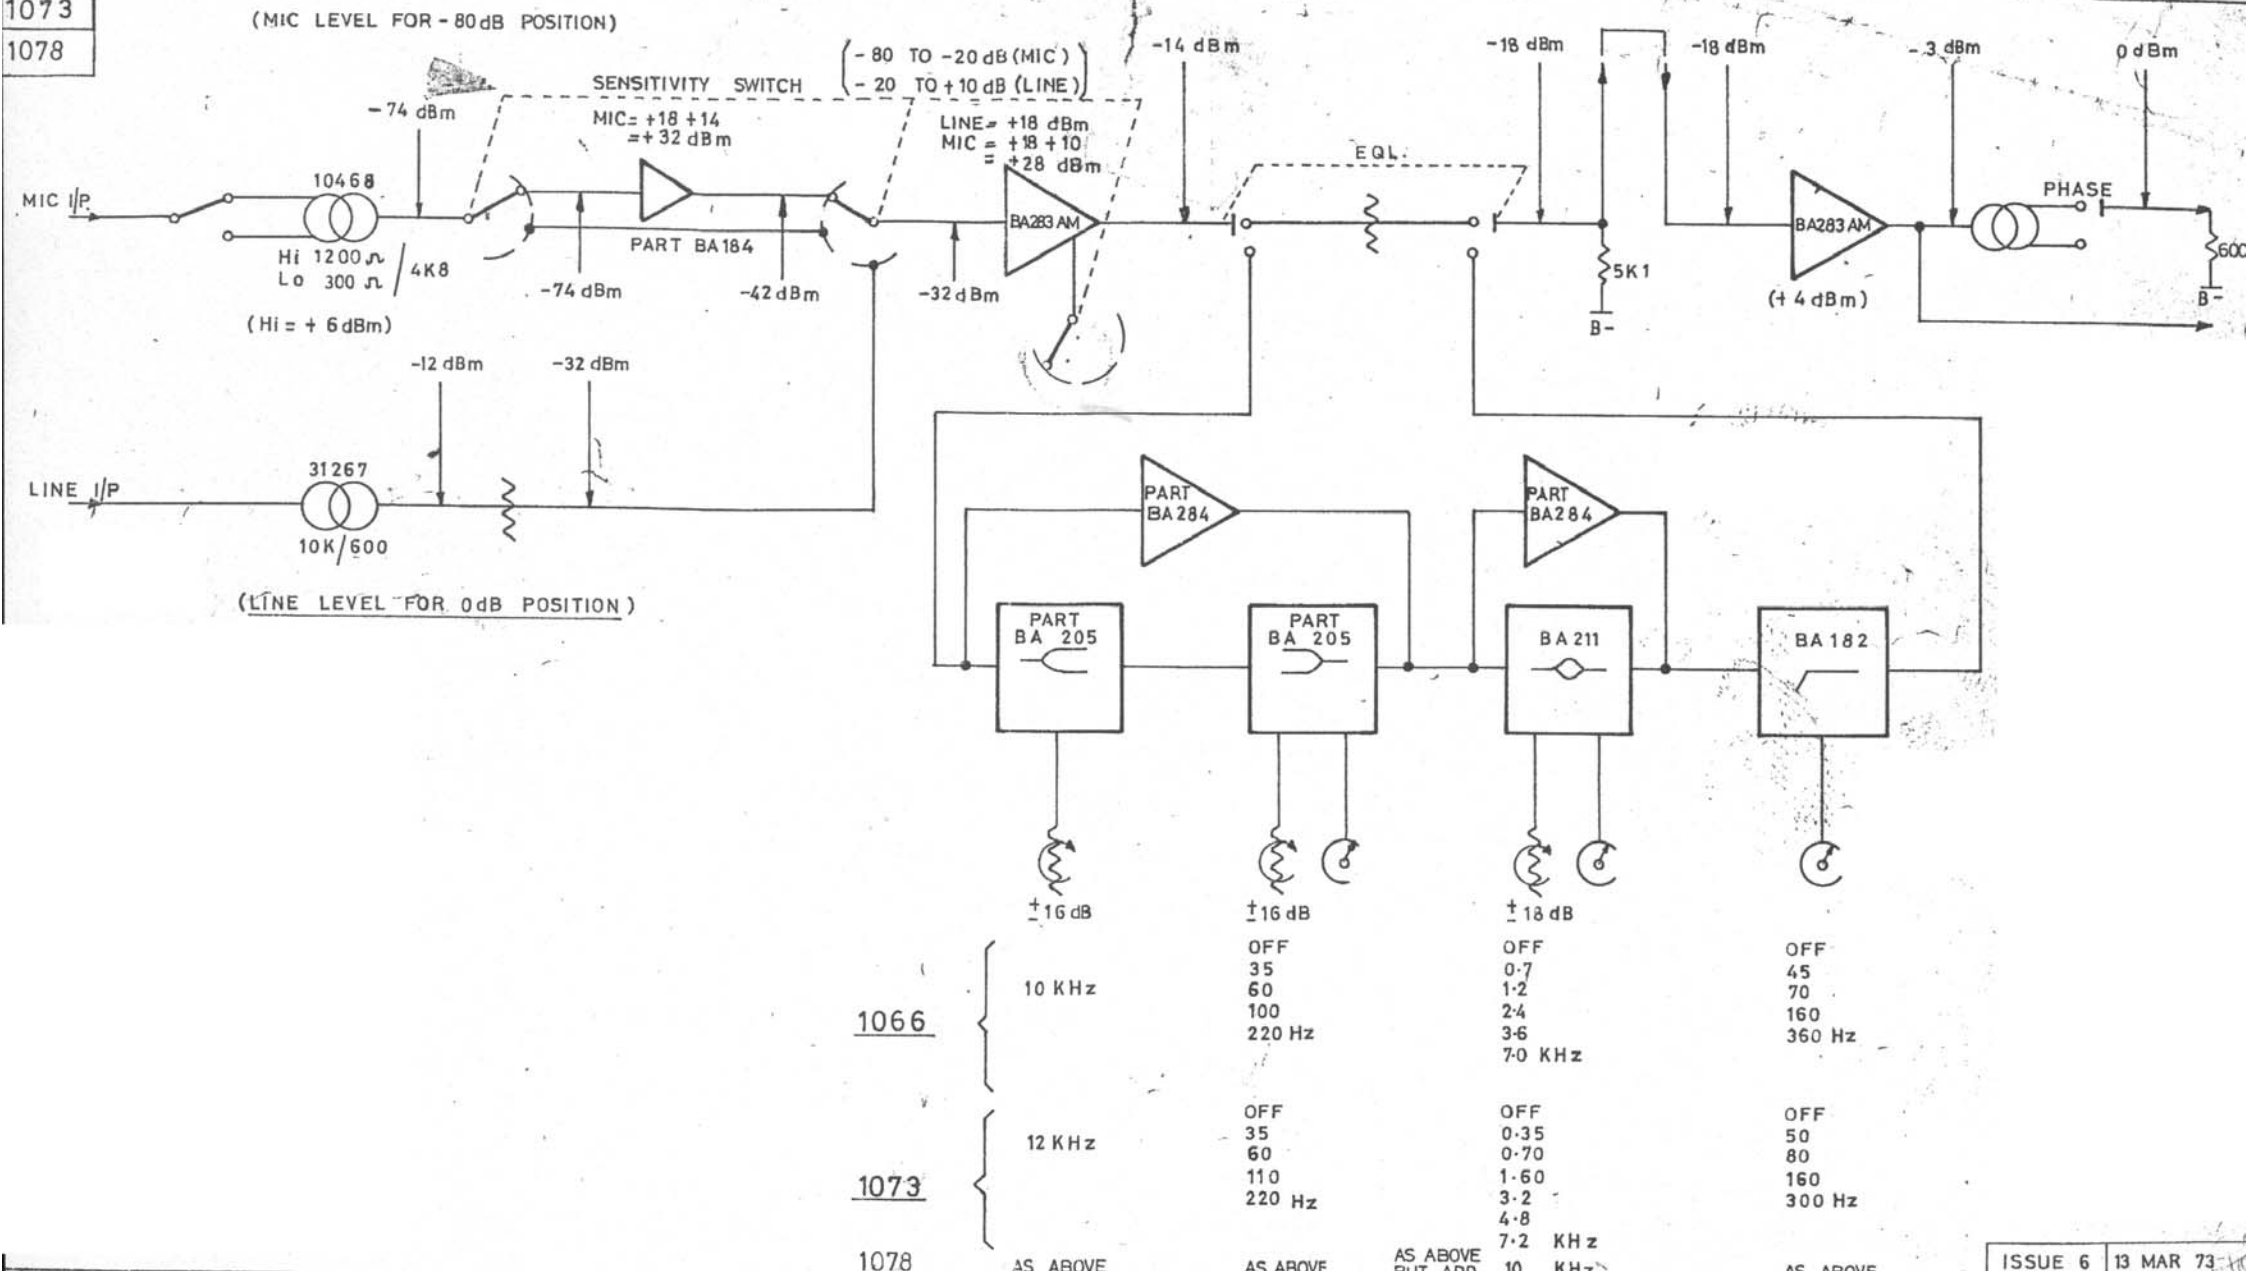 1073
1078
(MIC LEVEL FOR - 80dB POSITION)
SENSITIVITY SWITCH
- 80 TO -20 dB (MIC)
- 20 TO +10 dB (LINE)
-14 dBm
-18 dBm
-18 dBm
-3 dBm
0 dBm
-74 dBm
MIC= +18 +14
=+ 32 dBm
LINE= +18 dBm
MIC = +18 +10
= +28 dBm
EQL.
MIC I/P
10468
PHASE
Hi 1200 Ω
Lo 300 Ω
/ 4K8
PART BA184
BA283 AM
BA283 AM
5K1
600
(Hi = + 6 dBm)
-74 dBm
-42 dBm
-32 dBm
(+ 4 dBm)
B-
B-
-12 dBm
-32 dBm
LINE I/P
31267
10K/600
(LINE LEVEL FOR 0dB POSITION)
PART
BA284
PART
BA284
PART
BA 205
PART
BA 205
BA 211
BA 182
± 16 dB
± 16 dB
± 18 dB
1066
10 KHz
OFF
35
60
100
220 Hz
OFF
0·7
1·2
2·4
3·6
7·0 KHz
OFF
45
70
160
360 Hz
1073
12 KHz
OFF
35
60
110
220 Hz
OFF
0·35
0·70
1·60
3·2
4·8
7·2 KHz
OFF
50
80
160
300 Hz
1078
AS ABOVE
AS ABOVE
AS ABOVE
BUT ADD 10 KHz
AS ABOVE
ISSUE 6 13 MAR 73